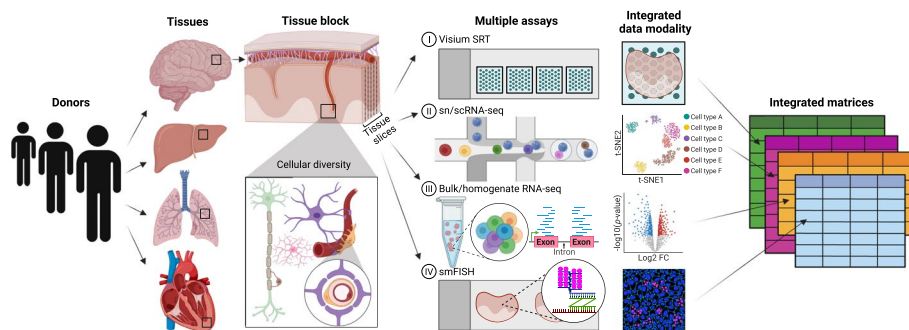 Donors
Tissues
Tissue block
Tissue
slices
Cellular diversity
Multiple assays
I Visium SRT
II sn/scRNA-seq
III Bulk/homogenate RNA-seq
Exon
Exon
Intron
IV smFISH
Integrated
data modality
t-SNE2
t-SNE1
Cell type A
Cell type B
Cell type C
Cell type D
Cell type E
Cell type F
-log10(p-value)
Log2 FC
Integrated matrices